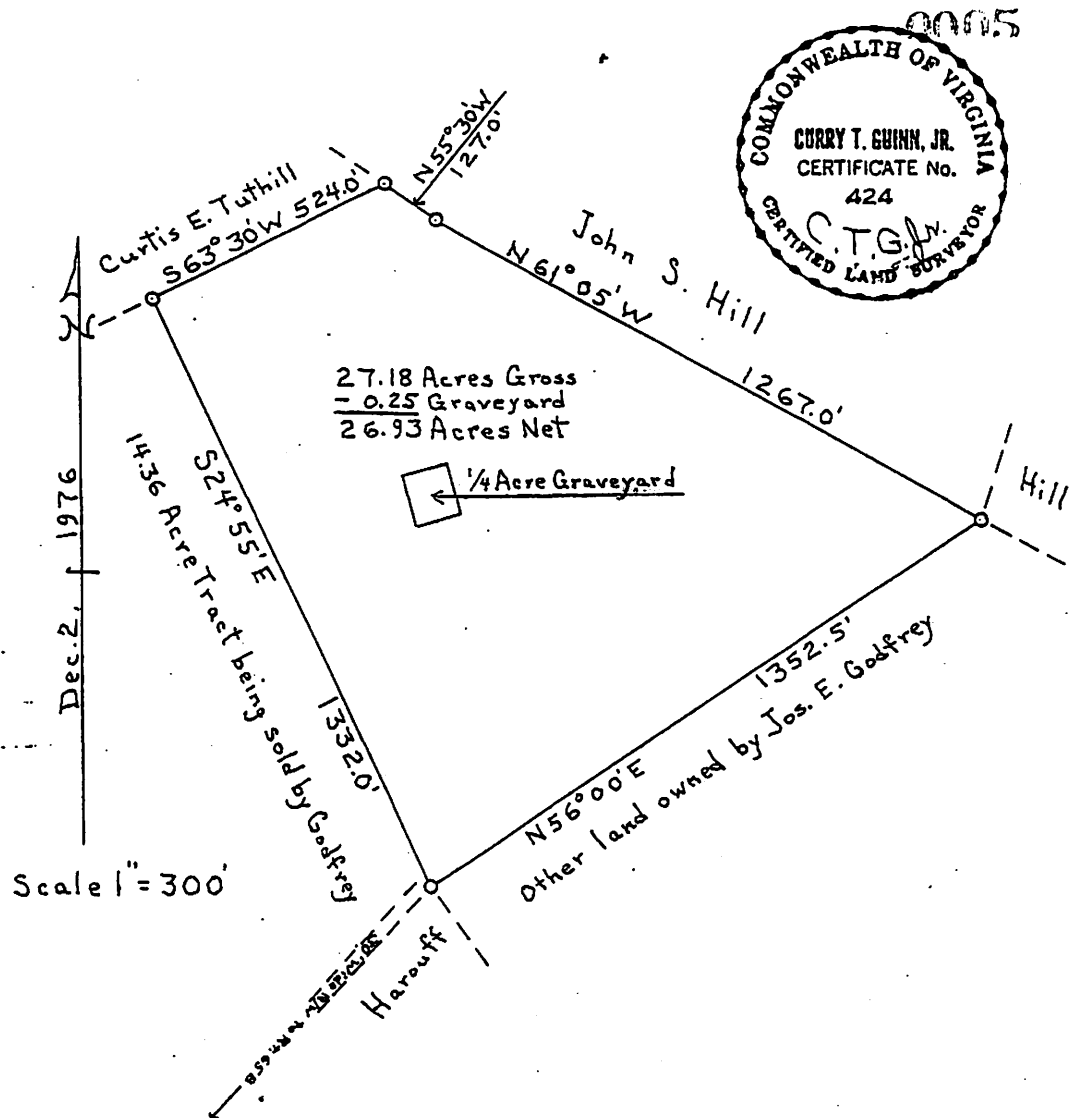 0005
COMMONWEALTH OF VIRGINIA
CURRY T. GUINN, JR.
CERTIFICATE No.
424
C.T.G. Jr.
CERTIFIED LAND SURVEYOR
N55°30'W
127.0'
Curtis E. Tuthill
S63°30'W 524.0'
John S. Hill
N61°05'W
1267.0'
Hill
N
27.18 Acres Gross
- 0.25 Graveyard
26.93 Acres Net
1/4 Acre Graveyard
S24°55'E
1332.0'
14.36 Acre Tract being sold by Godfrey
Dec. 2, 1976
1352.5'
N56°00'E
Other land owned by Jos. E. Godfrey
Scale 1"=300'
Harouff
to Rt. 658